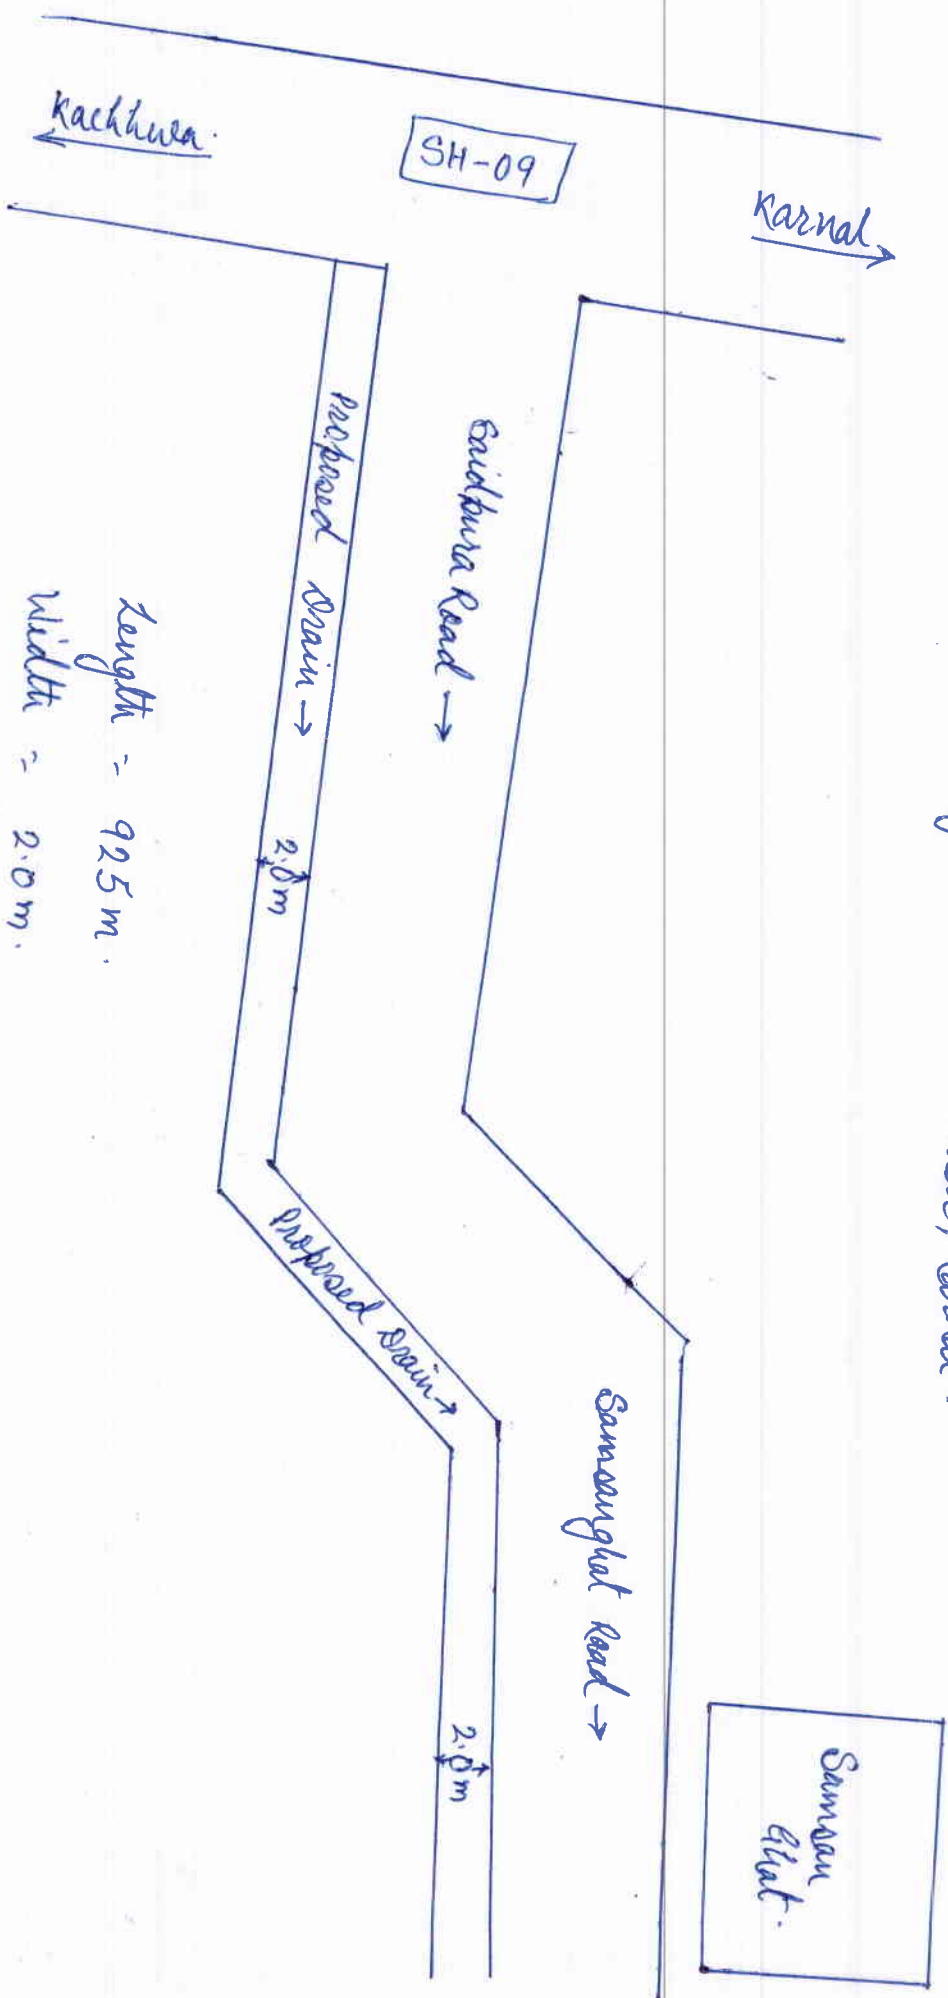 Kachhwa.
SH-09
Karnal
Saidpura Road →
Proposed Drain →
2.0m
Length = 925 m.
Width = 2.0 m.
Proposed Drain →
Samsanghat Road →
2.0m
Samsan
Ghat.